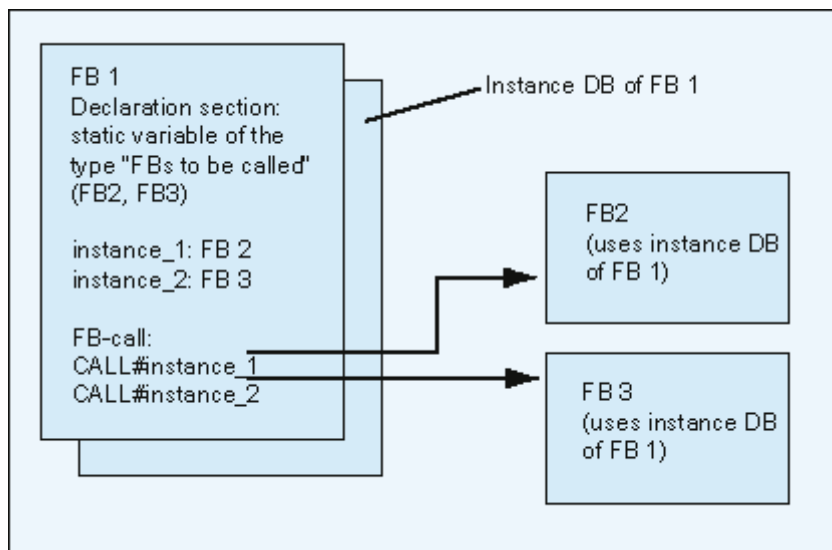 FB 1
Declaration section:
static variable of the
type "FBs to be called"
(FB2, FB3)
instance_1: FB 2
instance_2: FB 3
FB-call:
CALL#instance_1
CALL#instance_2
Instance DB of FB 1
FB2
(uses instance DB
of FB 1)
FB 3
(uses instance DB
of FB 1)